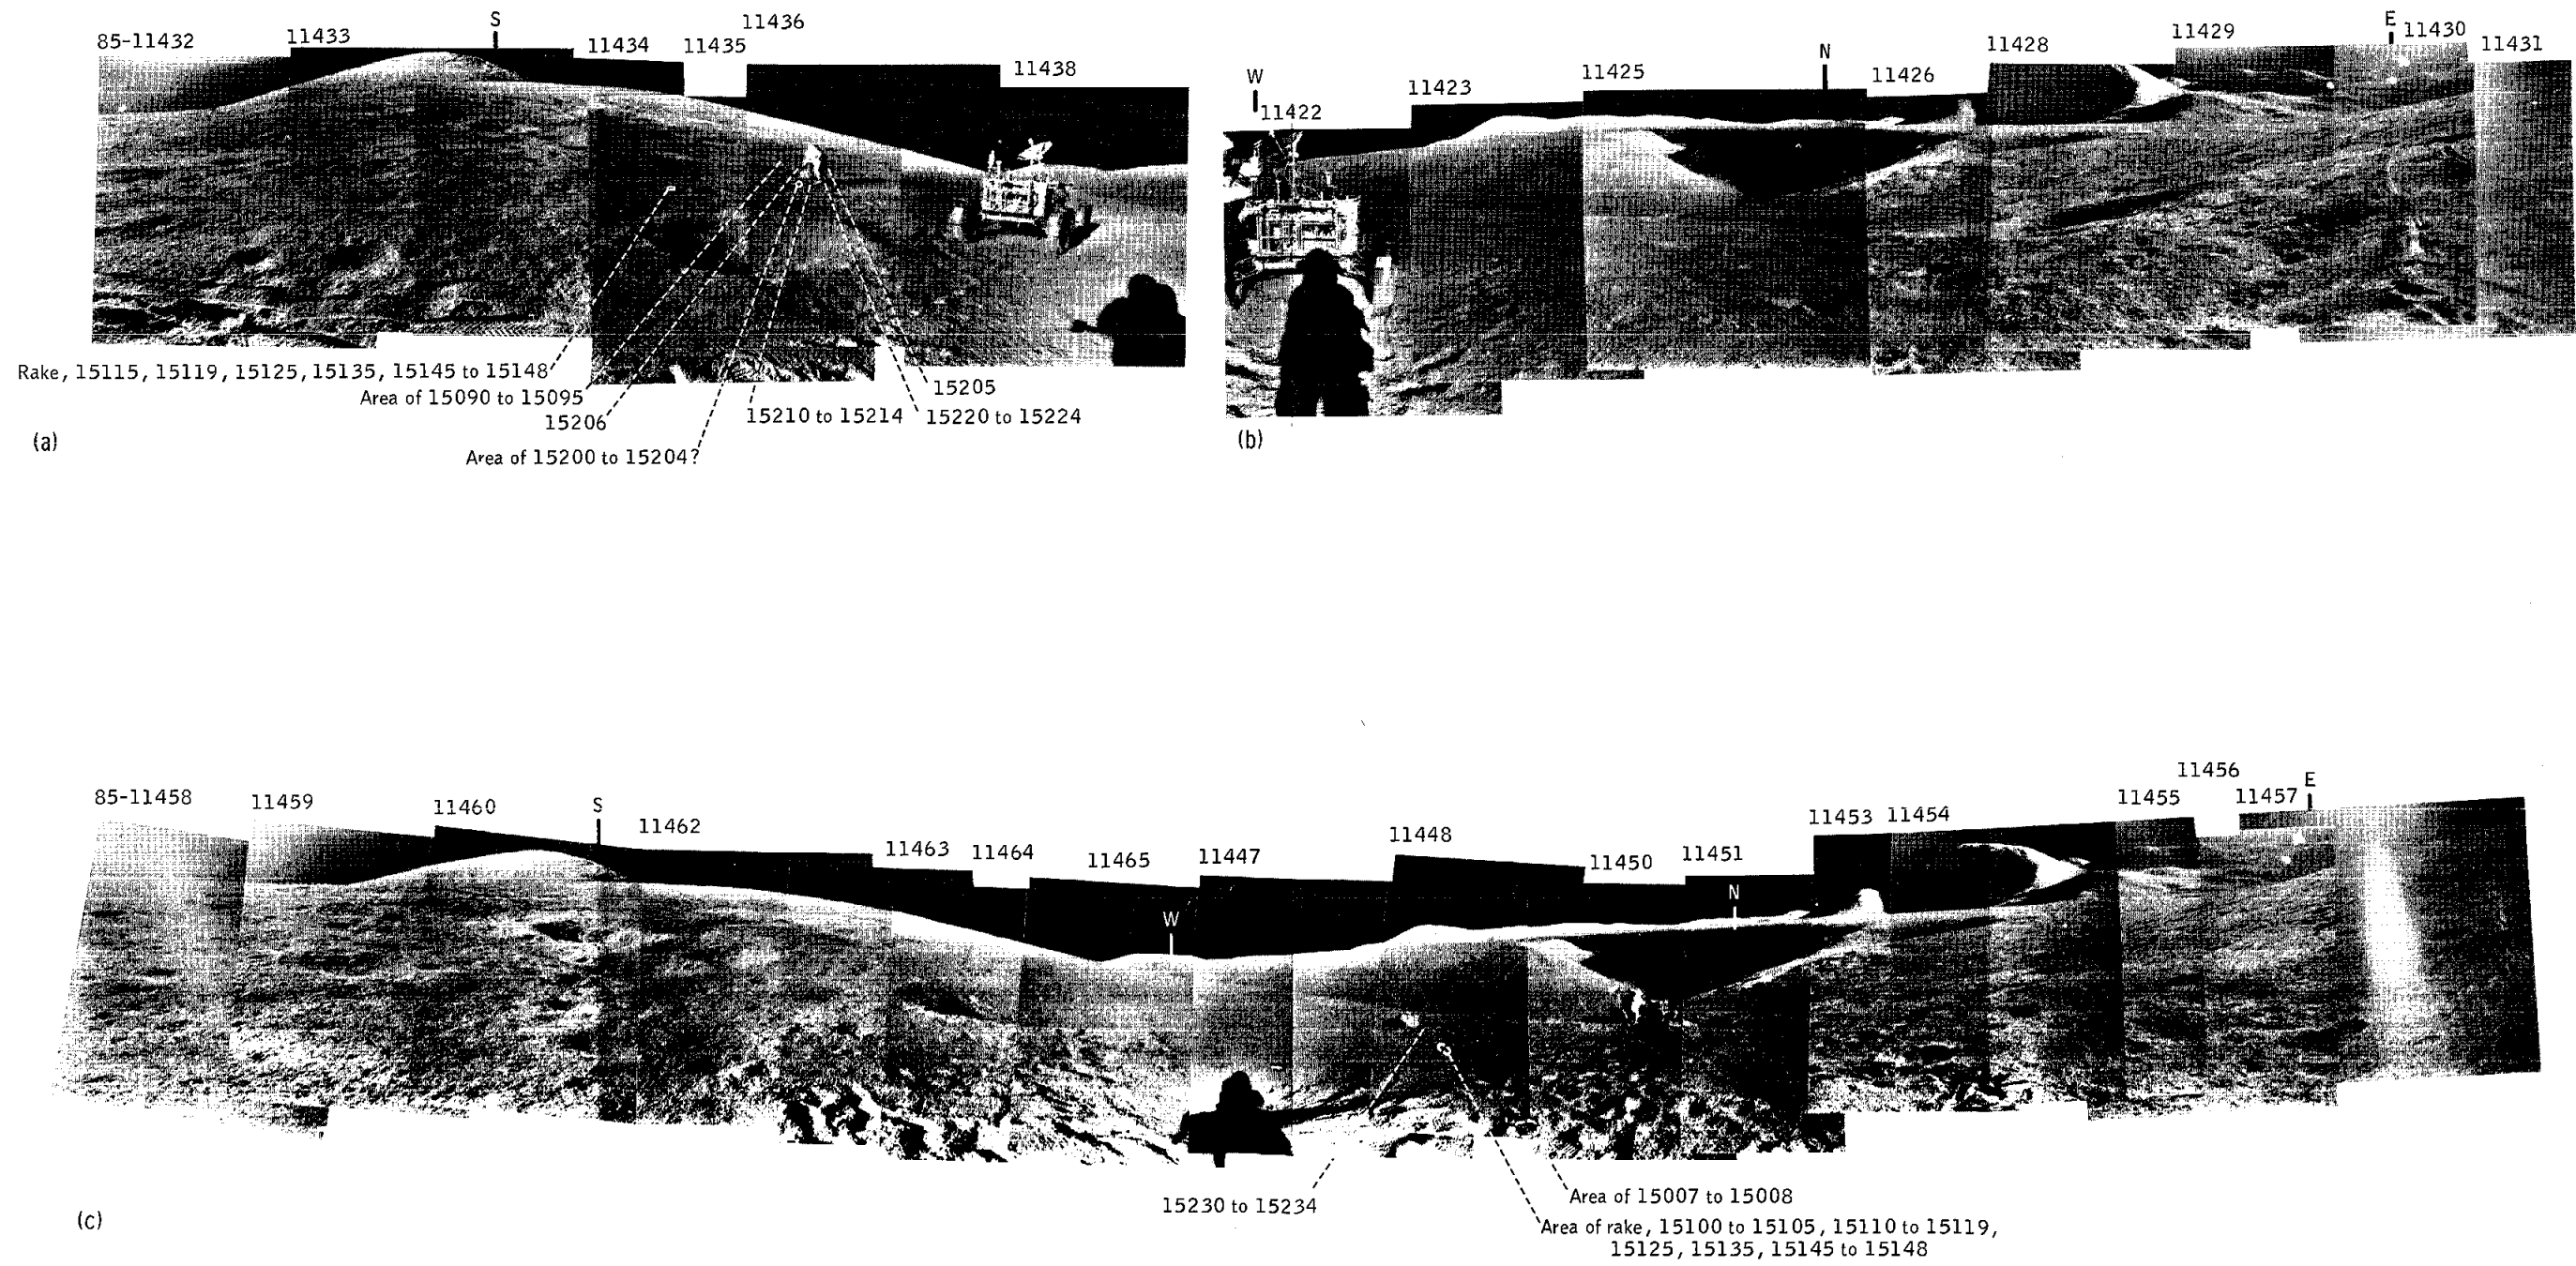 85-11432
11433
S
11434
11435
11436
11438
Rake, 15115, 15119, 15125, 15135, 15145 to 15148
Area of 15090 to 15095
15206
Area of 15200 to 15204?
15210 to 15214
15205
15220 to 15224
(a)
W
11422
11423
11425
N
11426
11428
11429
E
11430
11431
(b)
85-11458
11459
11460
S
11462
11463
11464
11465
W
11447
11448
11450
11451
N
11453
11454
11455
11456
11457
E
15230 to 15234
Area of 15007 to 15008
Area of rake, 15100 to 15105, 15110 to 15119,
15125, 15135, 15145 to 15148
(c)